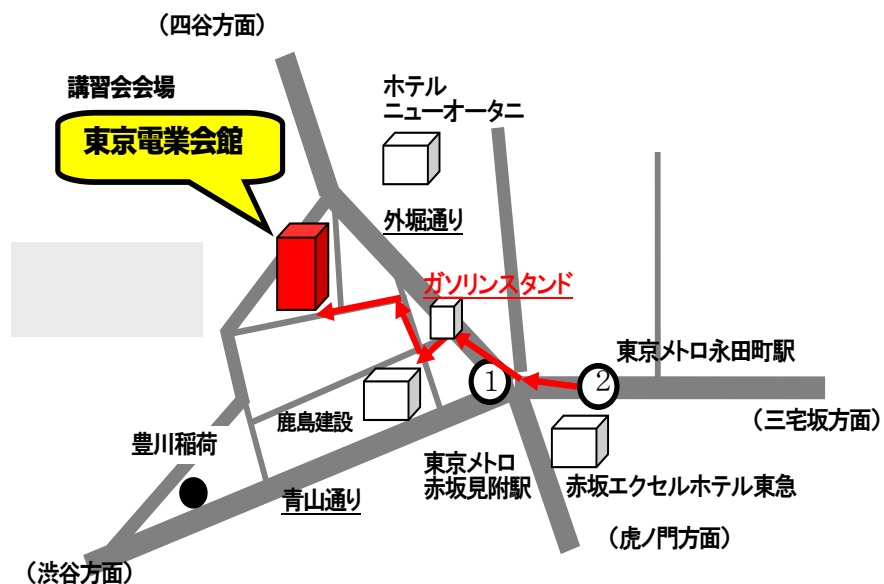 （四谷方面）
講習会会場
東京電業会館
ホテル
ニューオータニ
外堀通り
ガソリンスタンド
東京メトロ永田町駅
1
2
（三宅坂方面）
鹿島建設
豊川稲荷
東京メトロ
赤坂見附駅
赤坂エクセルホテル東急
青山通り
（虎ノ門方面）
（渋谷方面）